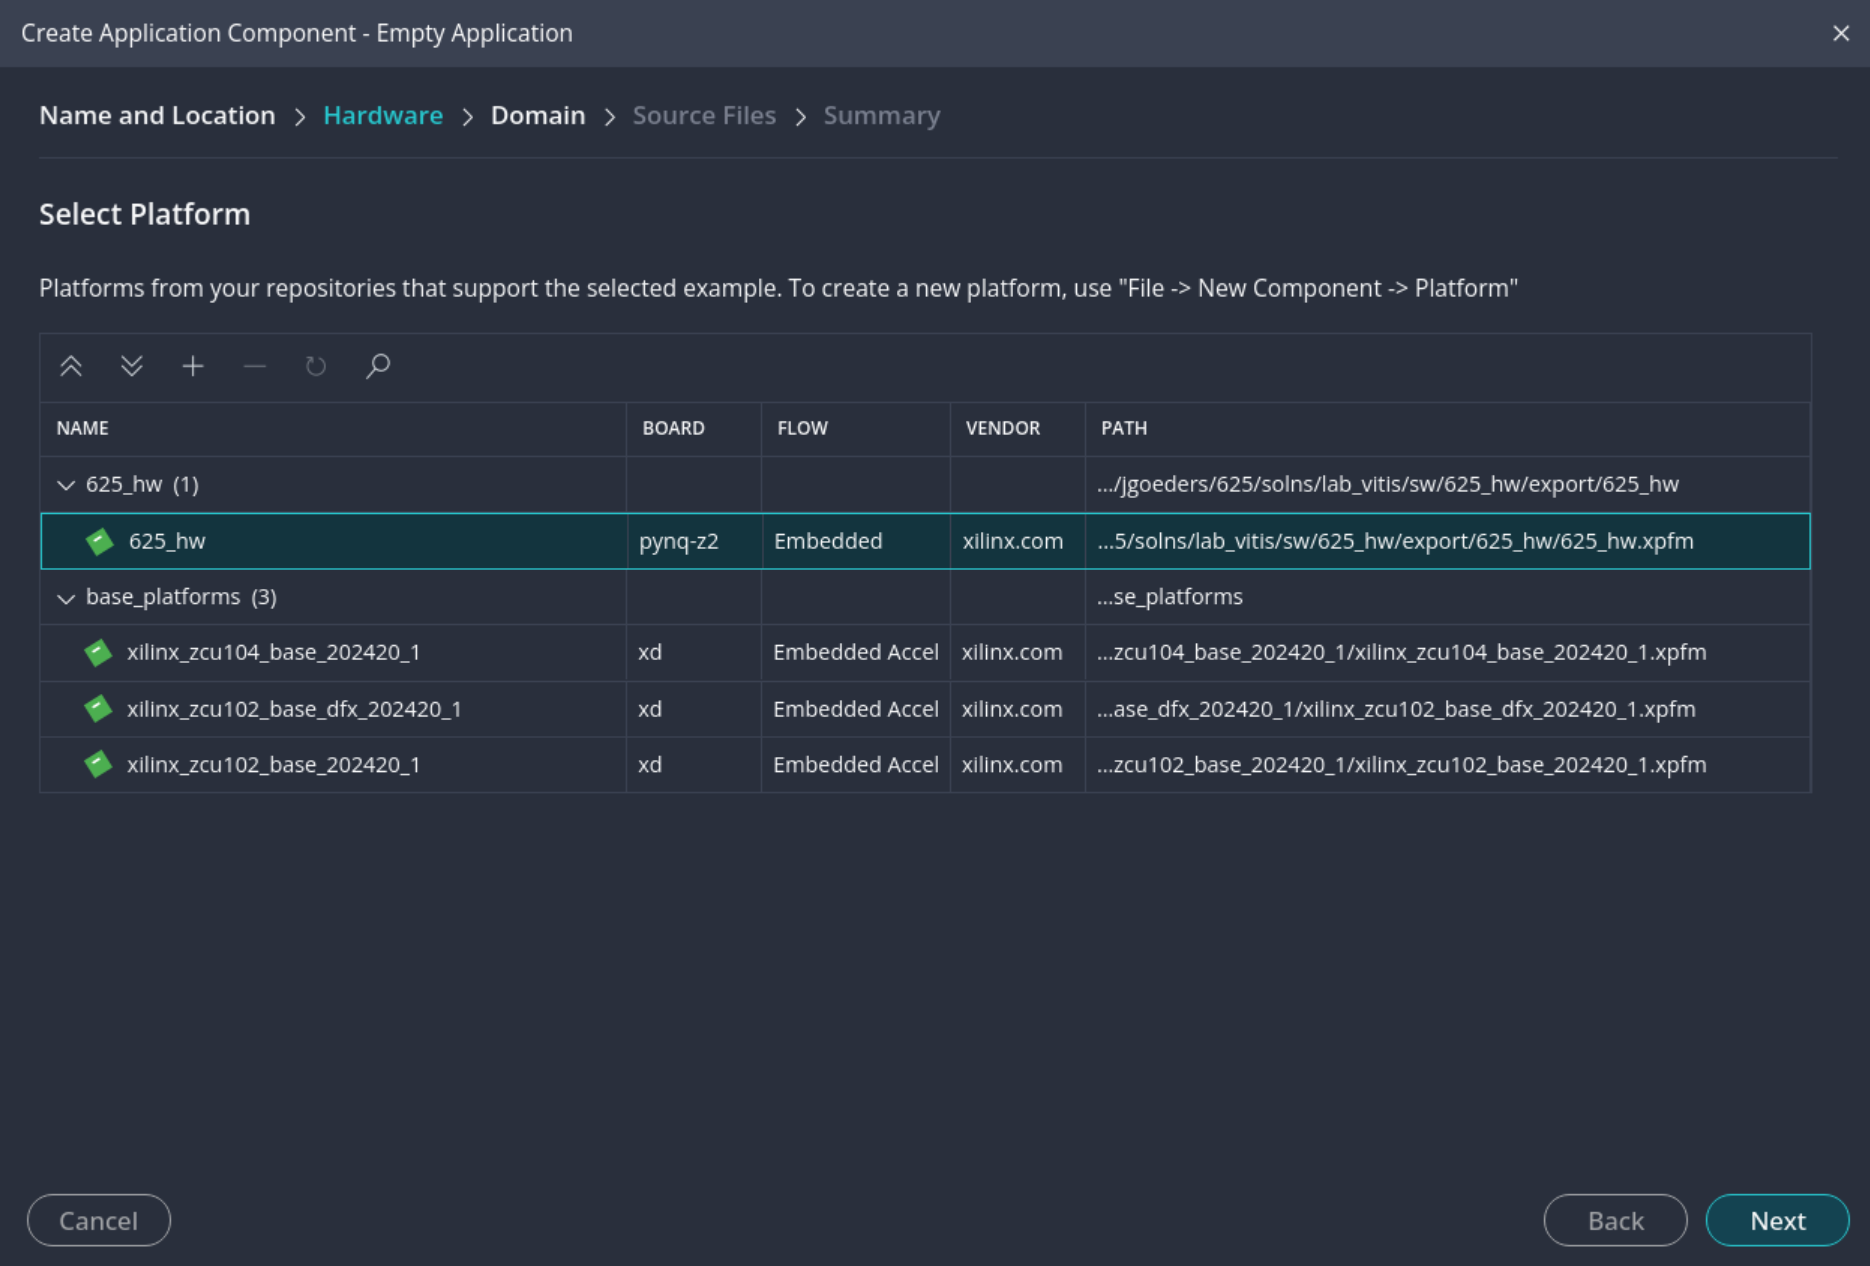 Create Application Component - Empty Application
Name and Location > Hardware > Domain > Source Files > Summary
Select Platform
Platforms from your repositories that support the selected example. To create a new platform, use "File -> New Component -> Platform"
NAME BOARD FLOW VENDOR PATH
625_hw (1) .../jgoeders/625/solns/lab_vitis/sw/625_hw/export/625_hw
625_hw pynq-z2 Embedded xilinx.com ...5/solns/lab_vitis/sw/625_hw/export/625_hw/625_hw.xpfm
base_platforms (3) ...se_platforms
xilinx_zcu104_base_202420_1 xd Embedded Accel xilinx.com ...zcu104_base_202420_1/xilinx_zcu104_base_202420_1.xpfm
xilinx_zcu102_base_dfx_202420_1 xd Embedded Accel xilinx.com ...ase_dfx_202420_1/xilinx_zcu102_base_dfx_202420_1.xpfm
xilinx_zcu102_base_202420_1 xd Embedded Accel xilinx.com ...zcu102_base_202420_1/xilinx_zcu102_base_202420_1.xpfm
Cancel Back Next